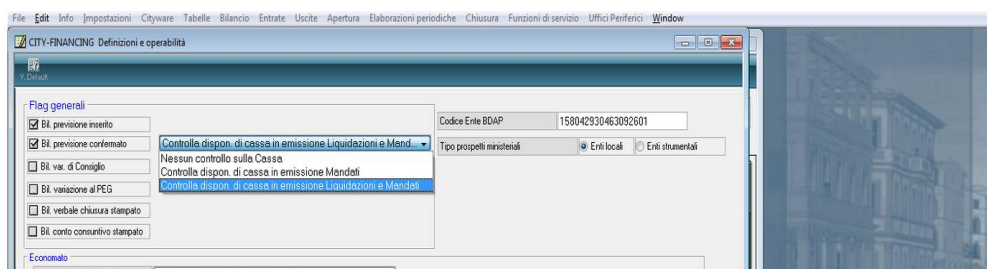 File Edit Info Impostazioni Cityware Tabelle Bilancio Entrate Uscite Apertura Elaborazioni periodiche Chiusura Funzioni di servizio Uffici Periferici Window
CITY-FINANCING Definizioni e operabilità
V. Default
Flag generali
Bil. previsione inserito
Codice Ente BDAP 158042930463092601
Bil. previsione confermato
Controlla dispon. di cassa in emissione Liquidazioni e Mand...
Tipo prospetti ministeriali Enti locali Enti strumentali
Nessun controllo sulla Cassa
Controlla dispon. di cassa in emissione Mandati
Controlla dispon. di cassa in emissione Liquidazioni e Mandati
Bil. var. di Consiglio
Bil. variazione al PEG
Bil. verbale chiusura stampato
Bil. conto consuntivo stampato
Economato